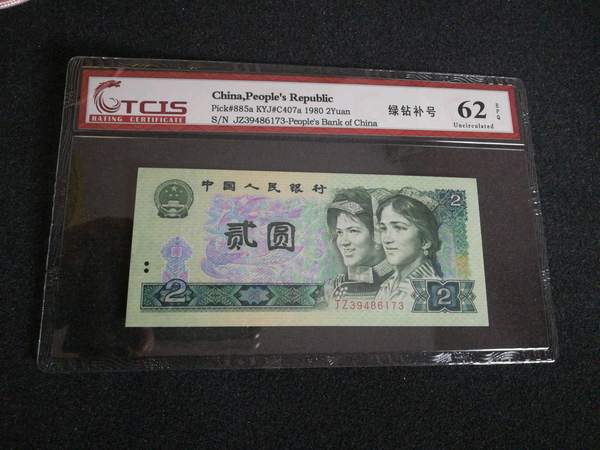 TCIS
RATING CERTIFICATE
China,People's Republic
Pick#885a KYJ#C407a 1980 2Yuan
S/N JZ39486173-People's Bank of China
绿钻补号
62
EPQ
Uncirculated
中国人民银行
2
贰圆
2
2
JZ39486173